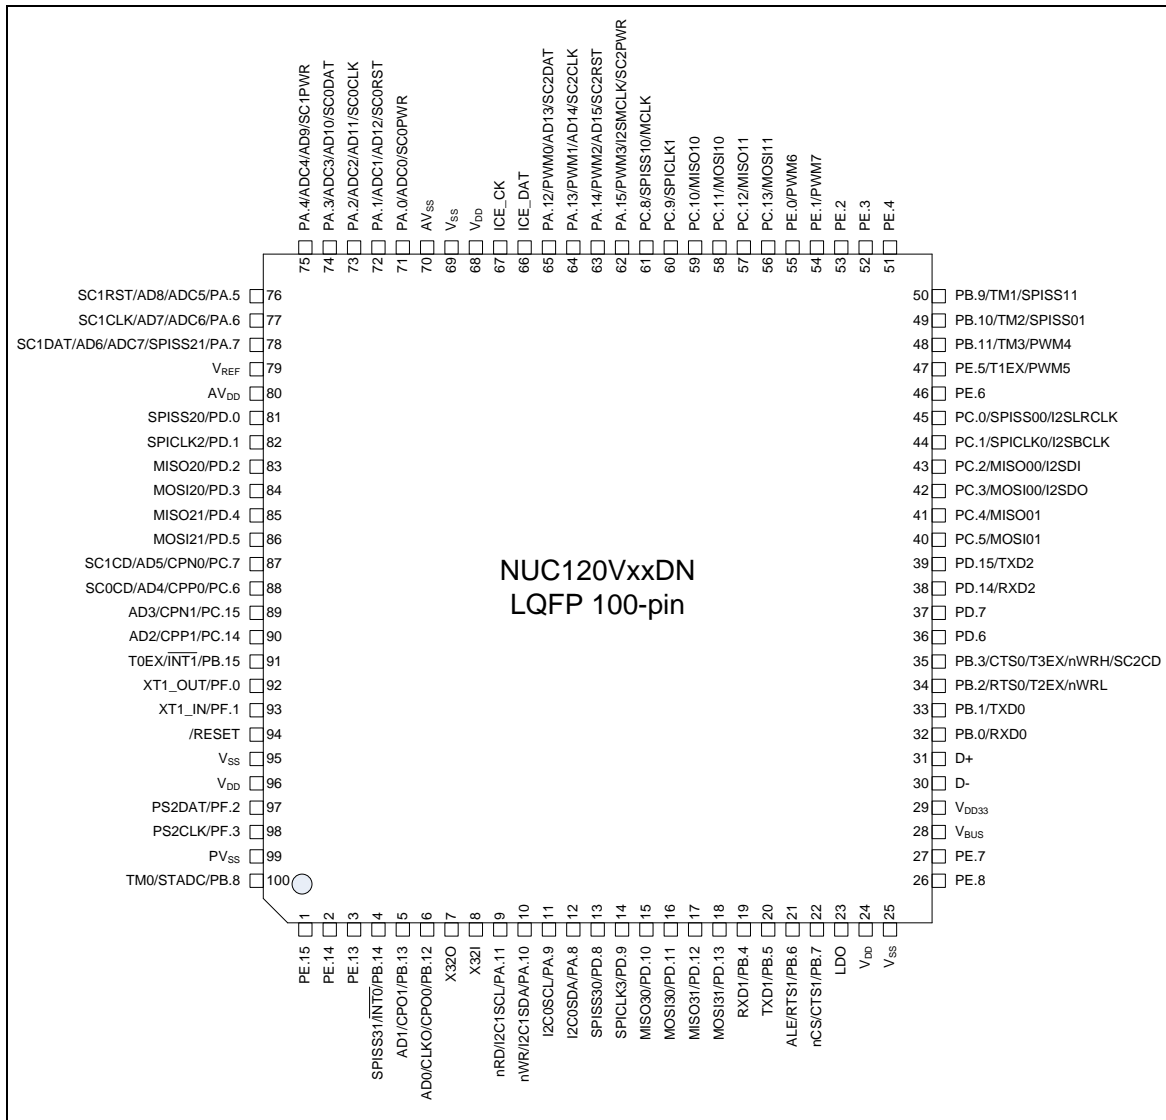 PA.4/ADC4/AD9/SC1PWR
PA.3/ADC3/AD10/SC0DAT
PA.2/ADC2/AD11/SC0CLK
PA.1/ADC1/AD12/SC0RST
PA.0/ADC0/SC0PWR
AVSS
VSS
VDD
ICE_CK
ICE_DAT
PA.12/PWM0/AD13/SC2DAT
PA.13/PWM1/AD14/SC2CLK
PA.14/PWM2/AD15/SC2RST
PA.15/PWM3/I2SMCLK/SC2PWR
PC.8/SPISS10/MCLK
PC.9/SPICLK1
PC.10/MISO10
PC.11/MOSI10
PC.12/MISO11
PC.13/MOSI11
PE.0/PWM6
PE.1/PWM7
PE.2
PE.3
PE.4
75 74 73 72 71 70 69 68 67 66 65 64 63 62 61 60 59 58 57 56 55 54 53 52 51
SC1RST/AD8/ADC5/PA.5 76
SC1CLK/AD7/ADC6/PA.6 77
SC1DAT/AD6/ADC7/SPISS21/PA.7 78
VREF 79
AVDD 80
SPISS20/PD.0 81
SPICLK2/PD.1 82
MISO20/PD.2 83
MOSI20/PD.3 84
MISO21/PD.4 85
MOSI21/PD.5 86
SC1CD/AD5/CPN0/PC.7 87
SC0CD/AD4/CPP0/PC.6 88
AD3/CPN1/PC.15 89
AD2/CPP1/PC.14 90
T0EX/INT1/PB.15 91
XT1_OUT/PF.0 92
XT1_IN/PF.1 93
/RESET 94
VSS 95
VDD 96
PS2DAT/PF.2 97
PS2CLK/PF.3 98
PVSS 99
TM0/STADC/PB.8 100
NUC120VxxDN
LQFP 100-pin
50 PB.9/TM1/SPISS11
49 PB.10/TM2/SPISS01
48 PB.11/TM3/PWM4
47 PE.5/T1EX/PWM5
46 PE.6
45 PC.0/SPISS00/I2SLRCLK
44 PC.1/SPICLK0/I2SBCLK
43 PC.2/MISO00/I2SDI
42 PC.3/MOSI00/I2SDO
41 PC.4/MISO01
40 PC.5/MOSI01
39 PD.15/TXD2
38 PD.14/RXD2
37 PD.7
36 PD.6
35 PB.3/CTS0/T3EX/nWRH/SC2CD
34 PB.2/RTS0/T2EX/nWRL
33 PB.1/TXD0
32 PB.0/RXD0
31 D+
30 D-
29 VDD33
28 VBUS
27 PE.7
26 PE.8
1 2 3 4 5 6 7 8 9 10 11 12 13 14 15 16 17 18 19 20 21 22 23 24 25
PE.15
PE.14
PE.13
SPISS31/INT0/PB.14
AD1/CPO1/PB.13
AD0/CLKO/CPO0/PB.12
X32O
X32I
nRD/I2C1SCL/PA.11
nWR/I2C1SDA/PA.10
I2C0SCL/PA.9
I2C0SDA/PA.8
SPISS30/PD.8
SPICLK3/PD.9
MISO30/PD.10
MOSI30/PD.11
MISO31/PD.12
MOSI31/PD.13
RXD1/PB.4
TXD1/PB.5
ALE/RTS1/PB.6
nCS/CTS1/PB.7
LDO
VDD
VSS